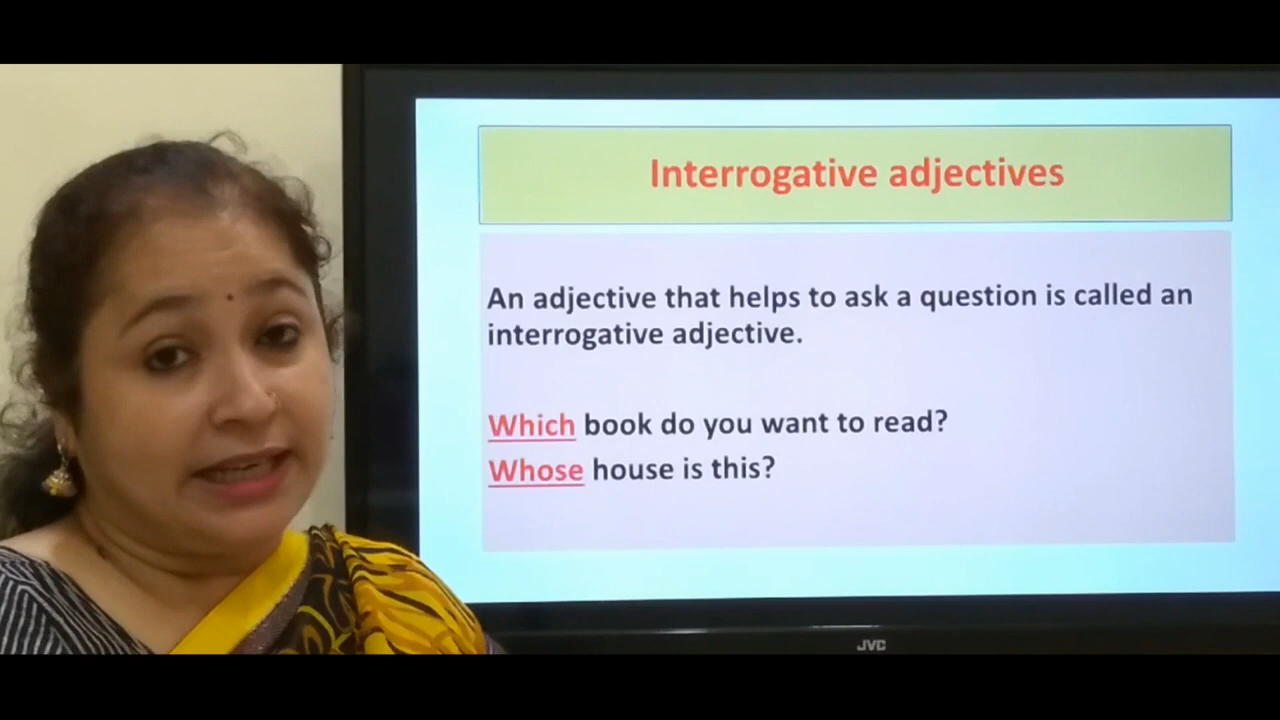 Interrogative adjectives
An adjective that helps to ask a question is called an
interrogative adjective.
Which book do you want to read?
Whose house is this?
JVC